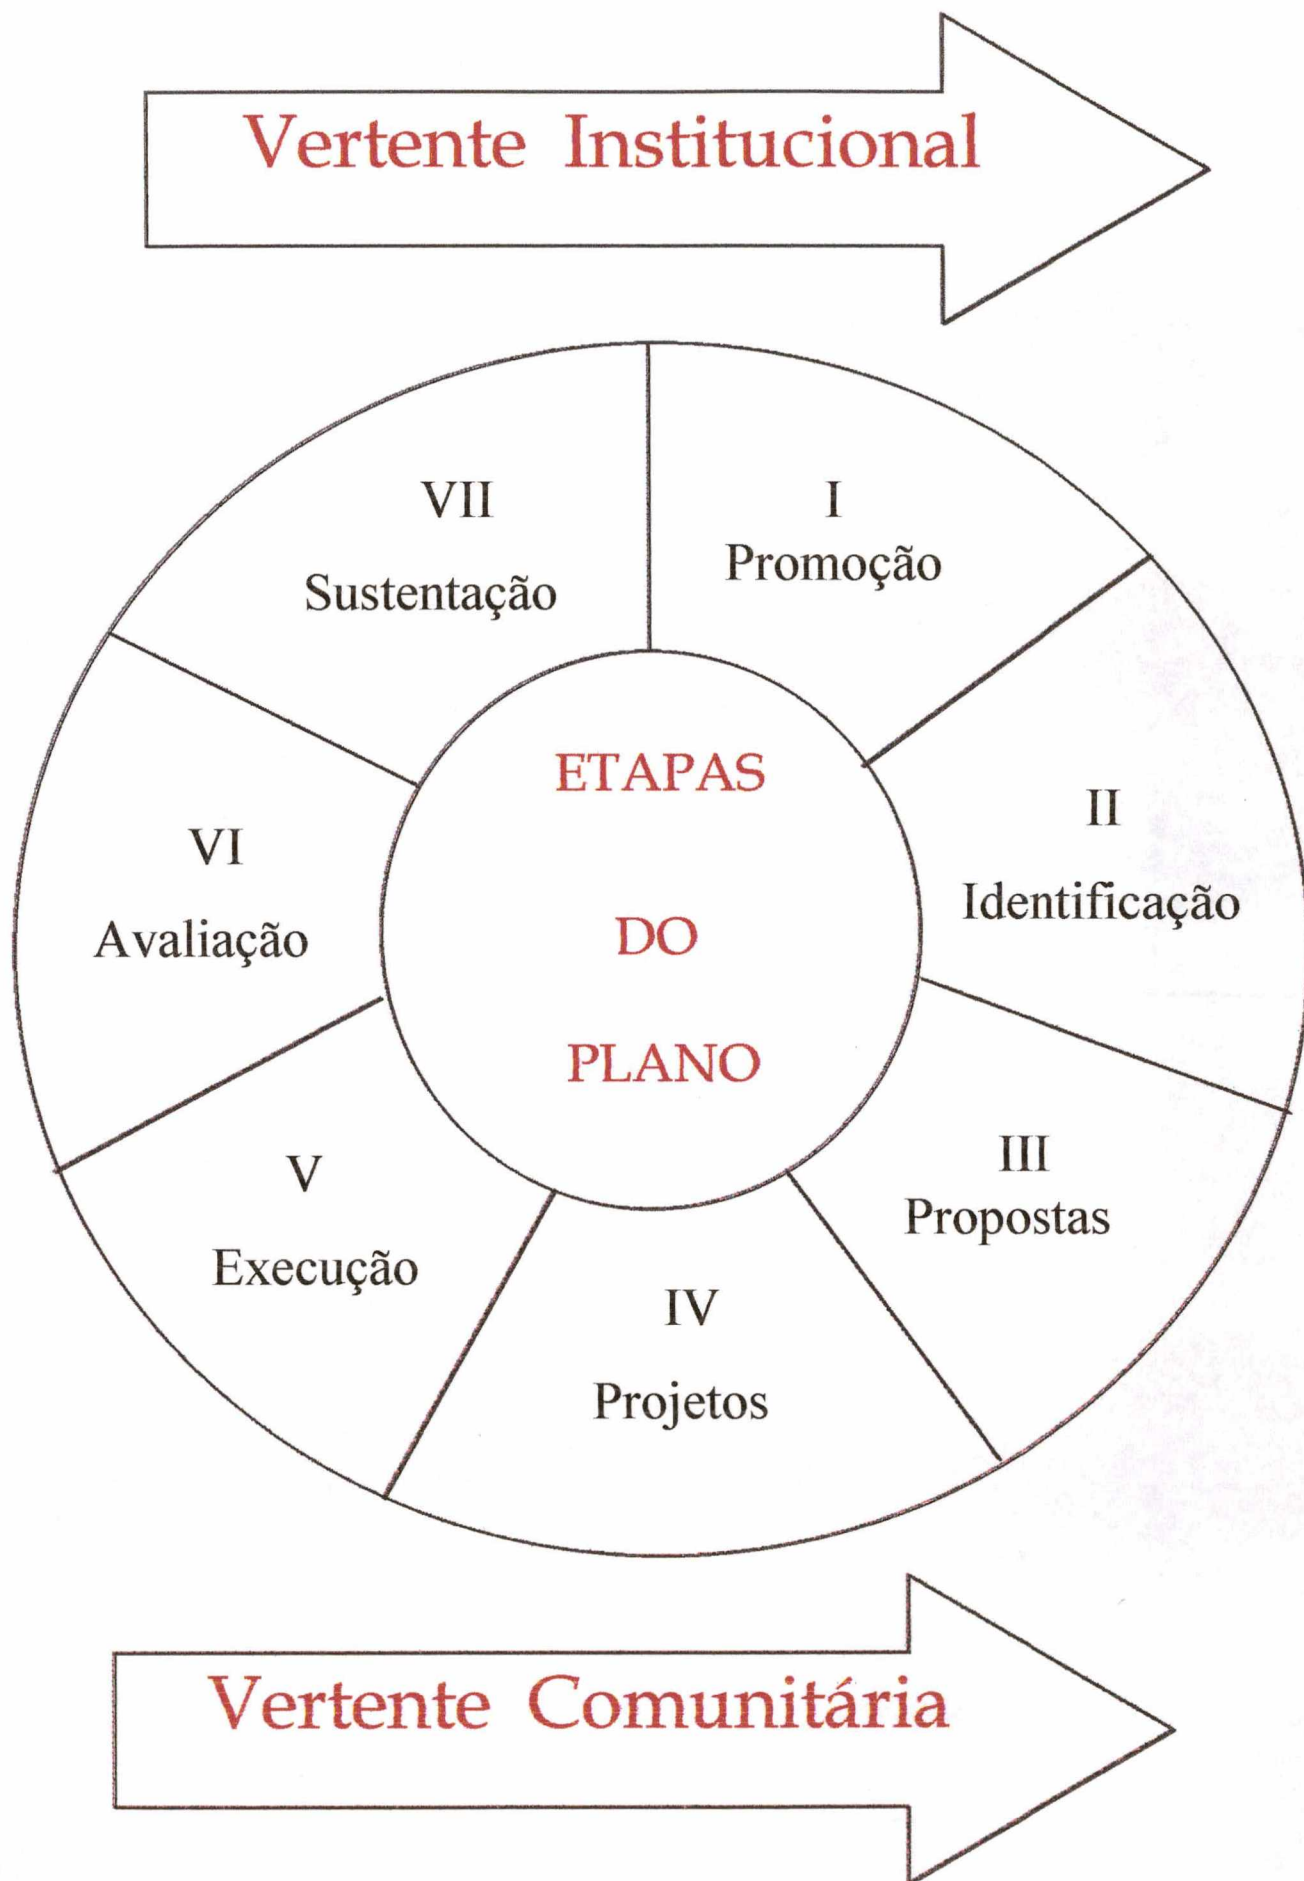 Vertente Institucional
VII
Sustentação
I
Promoção
II
Identificação
III
Propostas
IV
Projetos
V
Execução
VI
Avaliação
ETAPAS
DO
PLANO
Vertente Comunitária